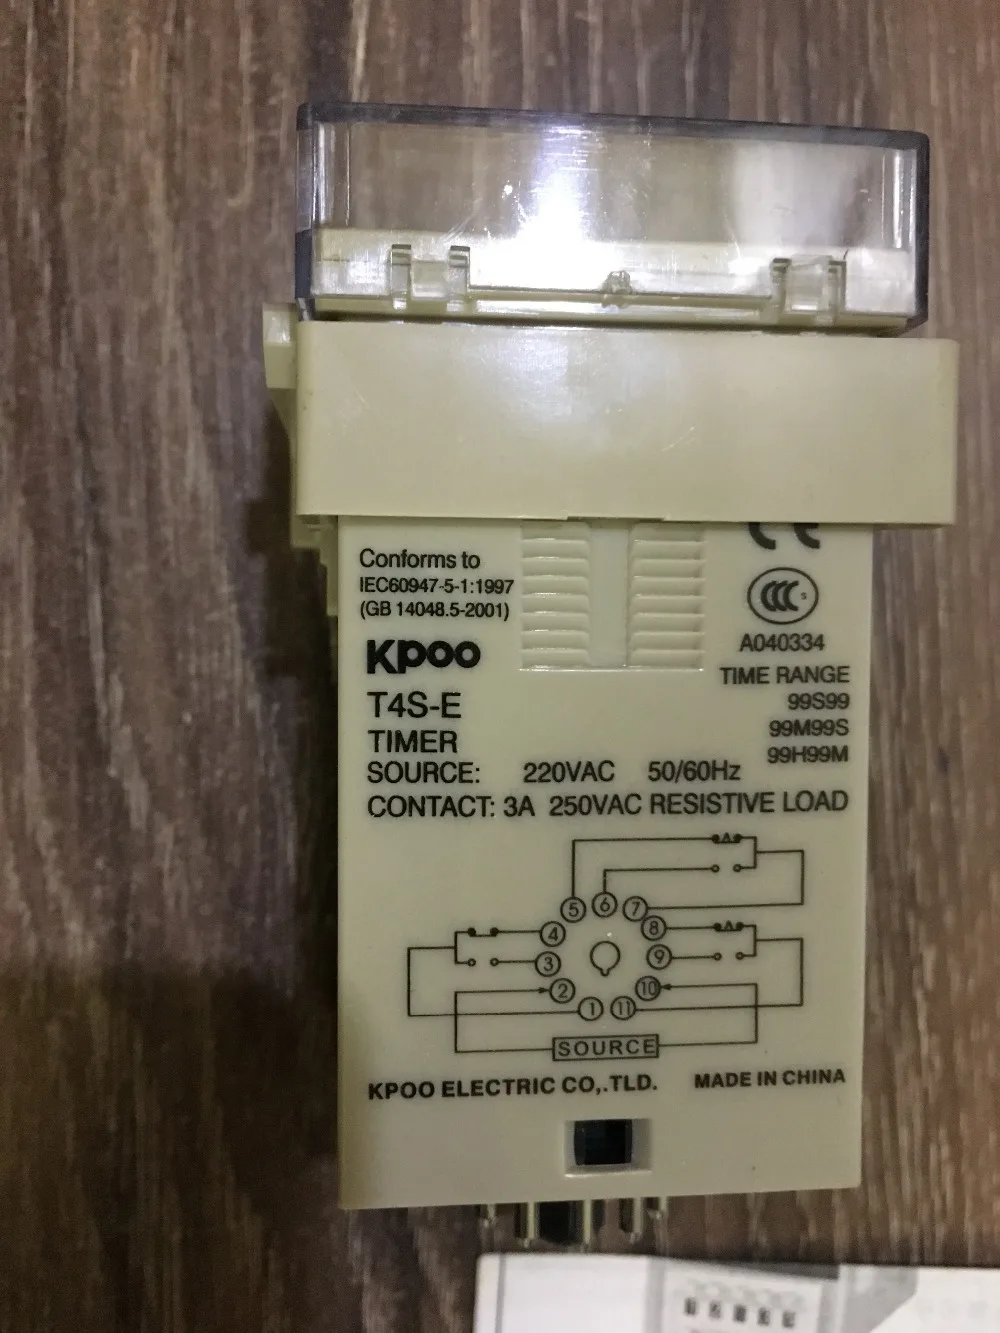 CE
Conforms to
IEC60947-5-1:1997
(GB 14048.5-2001)
CCC S
A040334
Kpoo
TIME RANGE
T4S-E
99S99
TIMER
99M99S
99H99M
SOURCE: 220VAC 50/60Hz
CONTACT: 3A 250VAC RESISTIVE LOAD
5 6 7
4 8
3 9
2 10
1 11
SOURCE
KPOO ELECTRIC CO,.TLD. MADE IN CHINA